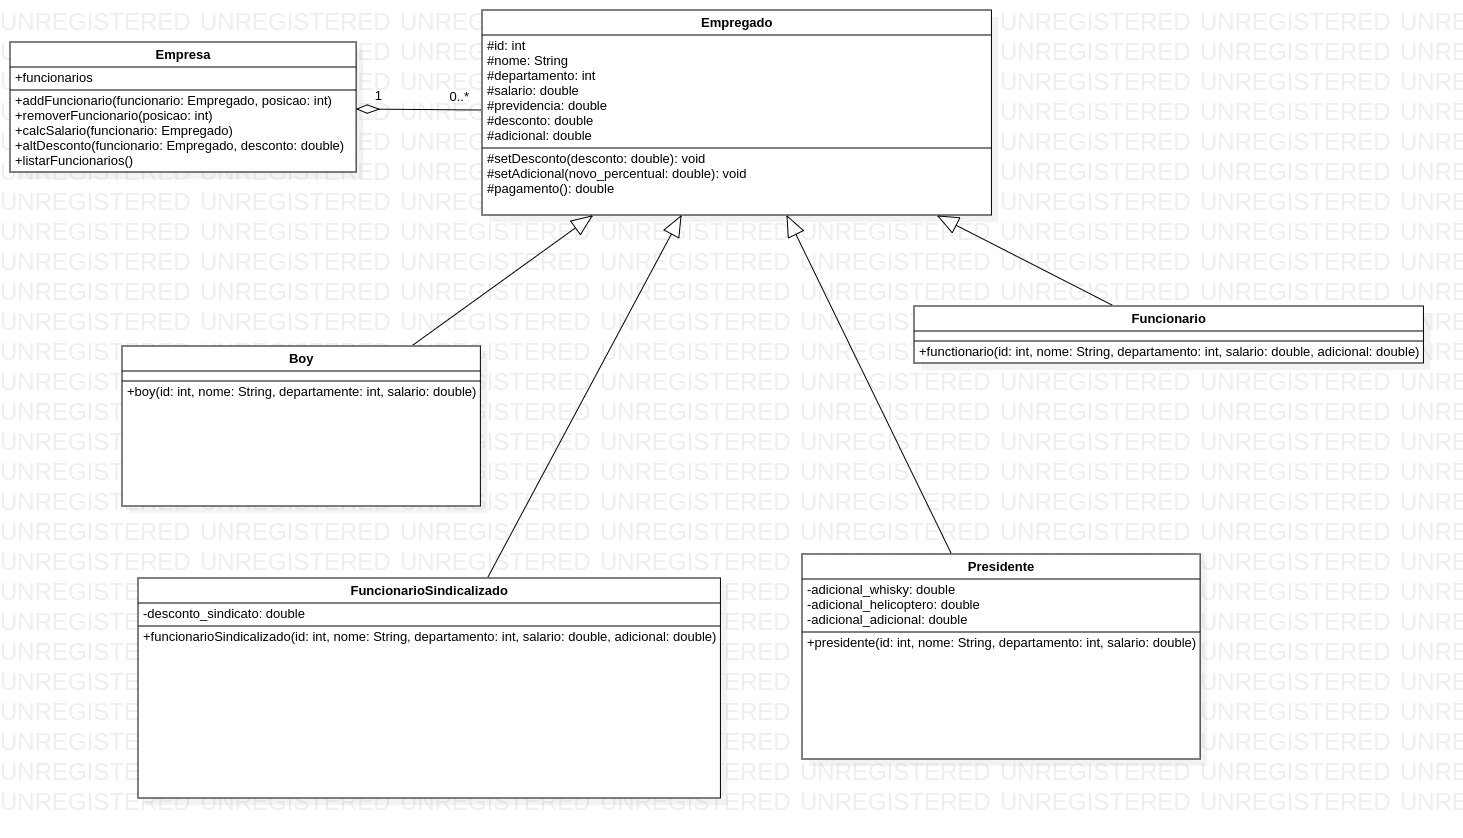 Empresa
+funcionarios
+addFuncionario(funcionario: Empregado, posicao: int)
+removerFuncionario(posicao: int)
+calcSalario(funcionario: Empregado)
+altDesconto(funcionario: Empregado, desconto: double)
+listarFuncionarios()
1
0..*
Empregado
#id: int
#nome: String
#departamento: int
#salario: double
#previdencia: double
#desconto: double
#adicional: double
#setDesconto(desconto: double): void
#setAdicional(novo_percentual: double): void
#pagamento(): double
Funcionario
+functionario(id: int, nome: String, departamento: int, salario: double, adicional: double)
Boy
+boy(id: int, nome: String, departamente: int, salario: double)
FuncionarioSindicalizado
-desconto_sindicato: double
+funcionarioSindicalizado(id: int, nome: String, departamento: int, salario: double, adicional: double)
Presidente
-adicional_whisky: double
-adicional_helicoptero: double
-adicional_adicional: double
+presidente(id: int, nome: String, departamento: int, salario: double)
UNREGISTERED